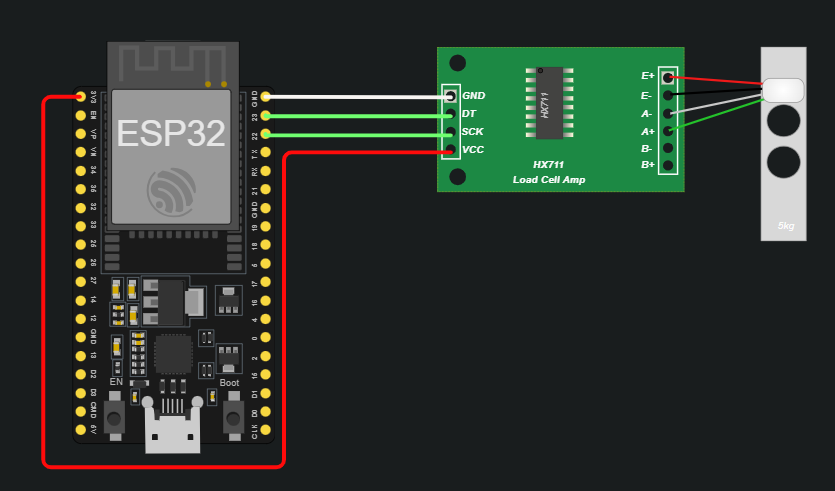 ESP32
3V3
EN
VP
VN
34
35
32
33
25
26
27
14
12
GND
13
D2
D3
CMD
5V
GND
23
22
TX
RX
21
GND
19
18
5
17
16
4
0
2
15
D1
D0
CLK
EN
Boot
GND
DT
SCK
VCC
HX711
HX711
Load Cell Amp
E+
E-
A-
A+
B-
B+
5kg